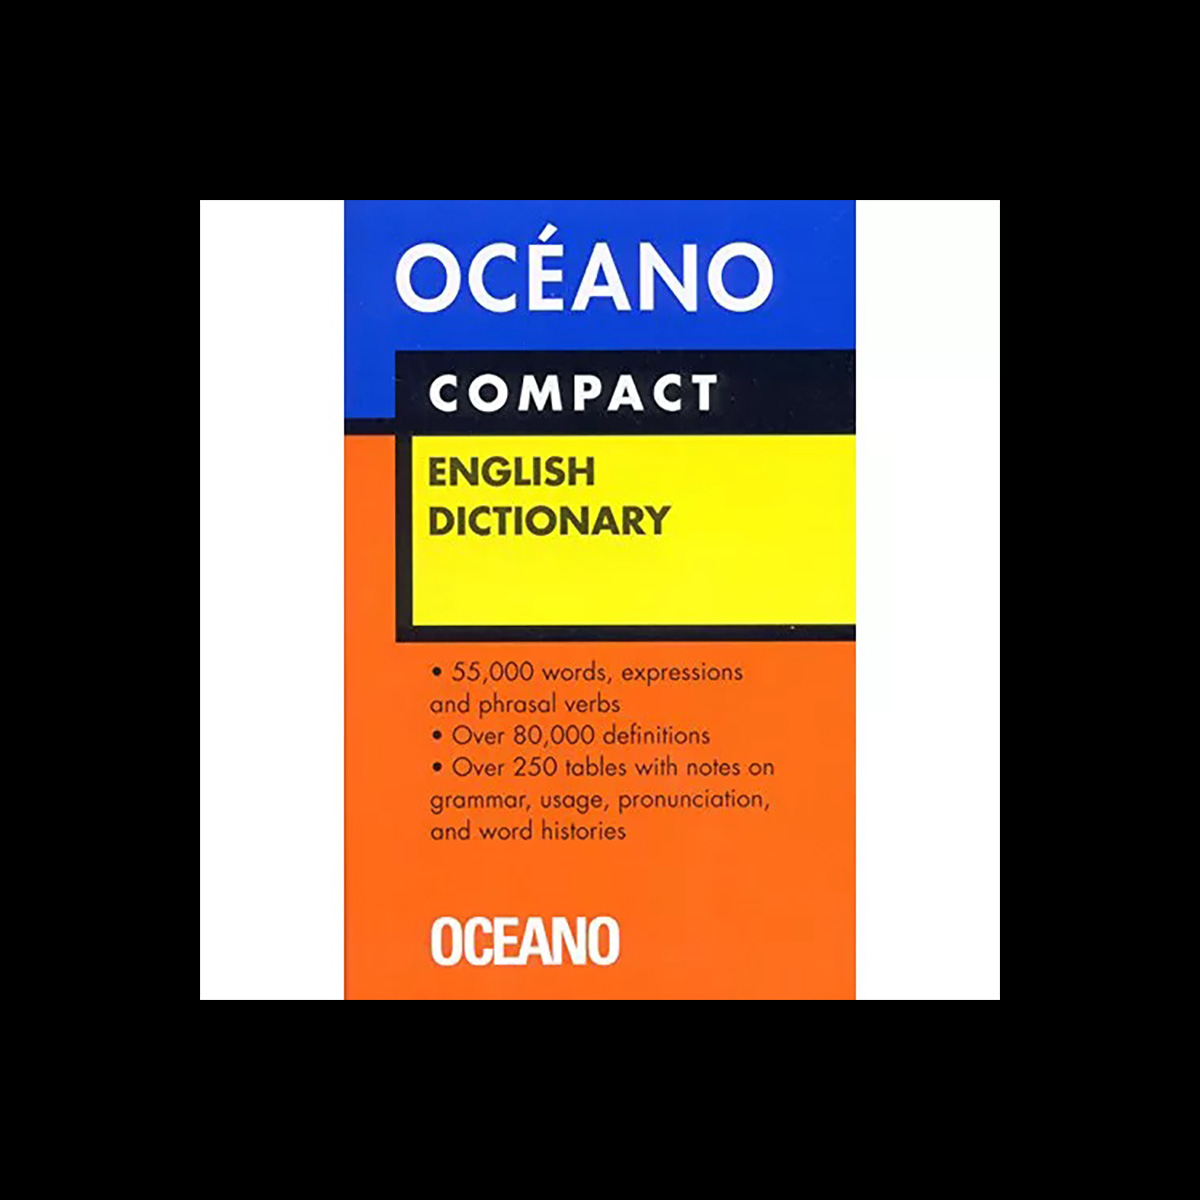 OCÉANO
COMPACT
ENGLISH
DICTIONARY
• 55,000 words, expressions
and phrasal verbs
• Over 80,000 definitions
• Over 250 tables with notes on
grammar, usage, pronunciation,
and word histories
OCEANO